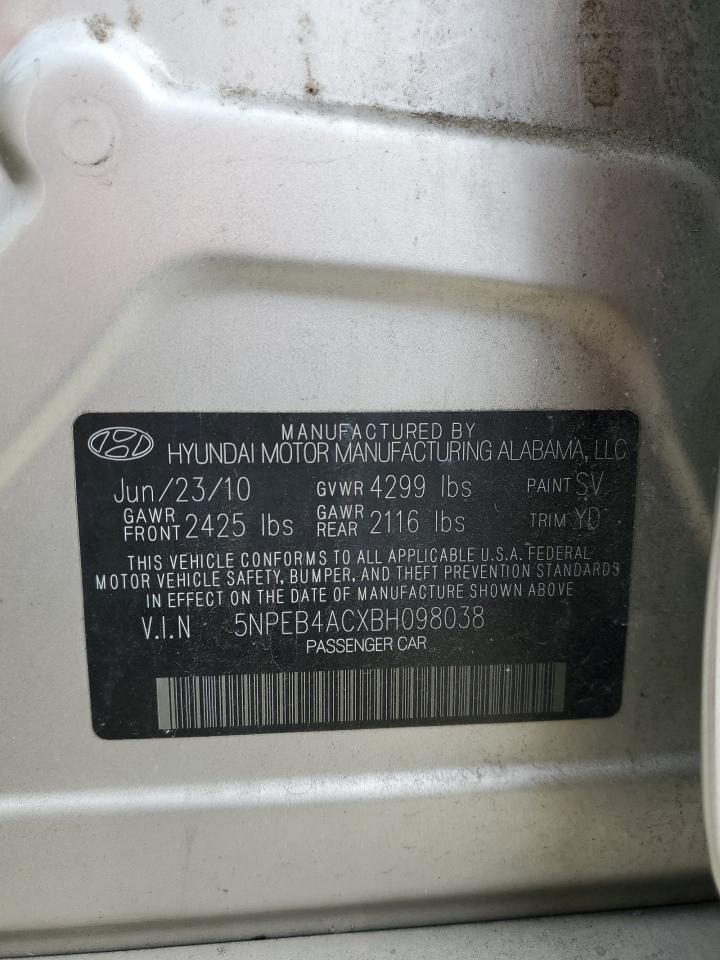 MANUFACTURED BY
HYUNDAI MOTOR MANUFACTURING ALABAMA, LLC
Jun/23/10 GVWR 4299 lbs PAINT SV
GAWR FRONT 2425 lbs GAWR REAR 2116 lbs TRIM YD
THIS VEHICLE CONFORMS TO ALL APPLICABLE U.S.A. FEDERAL
MOTOR VEHICLE SAFETY, BUMPER, AND THEFT PREVENTION STANDARDS
IN EFFECT ON THE DATE OF MANUFACTURE SHOWN ABOVE
V.I.N 5NPEB4ACXBH098038
PASSENGER CAR